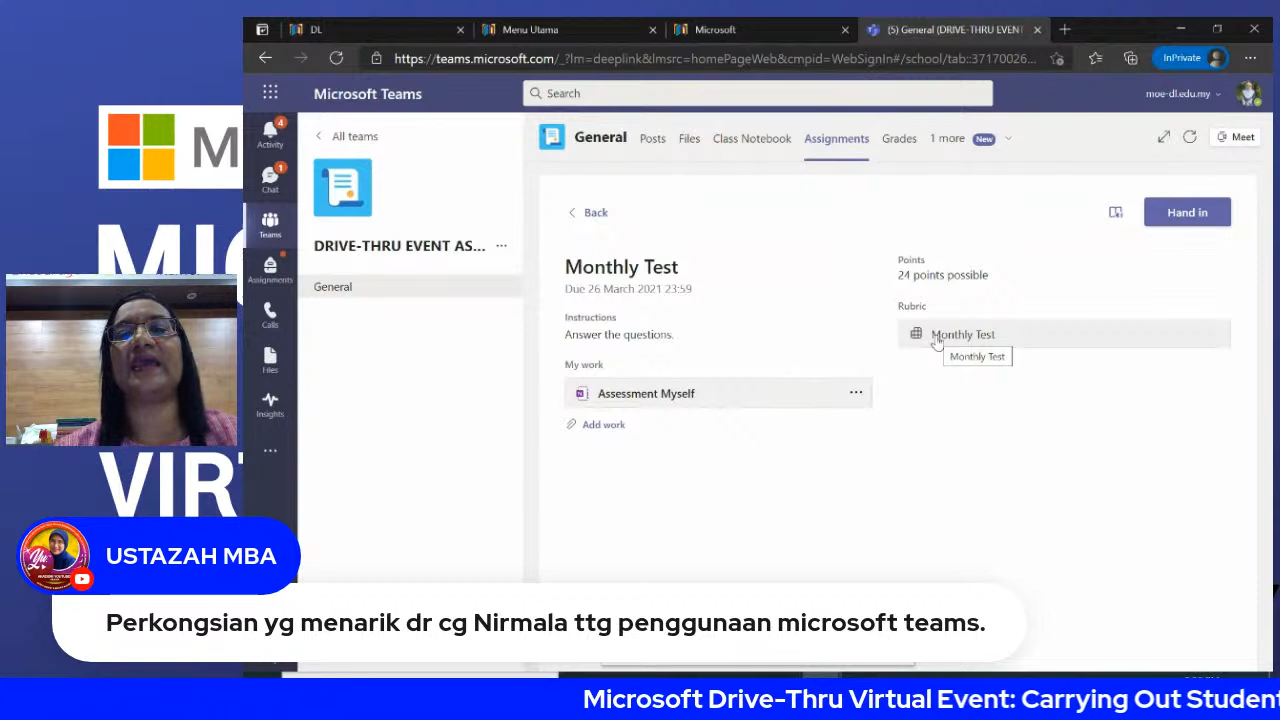 DL
Menu Utama
Microsoft
(5) General (DRIVE-THRU EVENT
https://teams.microsoft.com/_?lm=deeplink&lmsrc=homePageWeb&cmpid=WebSignIn#/school/tab::37170026...
InPrivate
Microsoft Teams
Search
moe-dl.edu.my
Activity
4
Chat
1
Teams
Assignments
Calls
Files
Insights
All teams
DRIVE-THRU EVENT AS...
General
General
Posts
Files
Class Notebook
Assignments
Grades
1 more
New
Meet
Back
Hand in
Monthly Test
Due 26 March 2021 23:59
Instructions
Answer the questions.
My work
Assessment Myself
Add work
Points
24 points possible
Rubric
Monthly Test
Monthly Test
M
MIC
VIRT
USTAZAH MBA
Perkongsian yg menarik dr cg Nirmala ttg penggunaan microsoft teams.
Microsoft Drive-Thru Virtual Event: Carrying Out Student